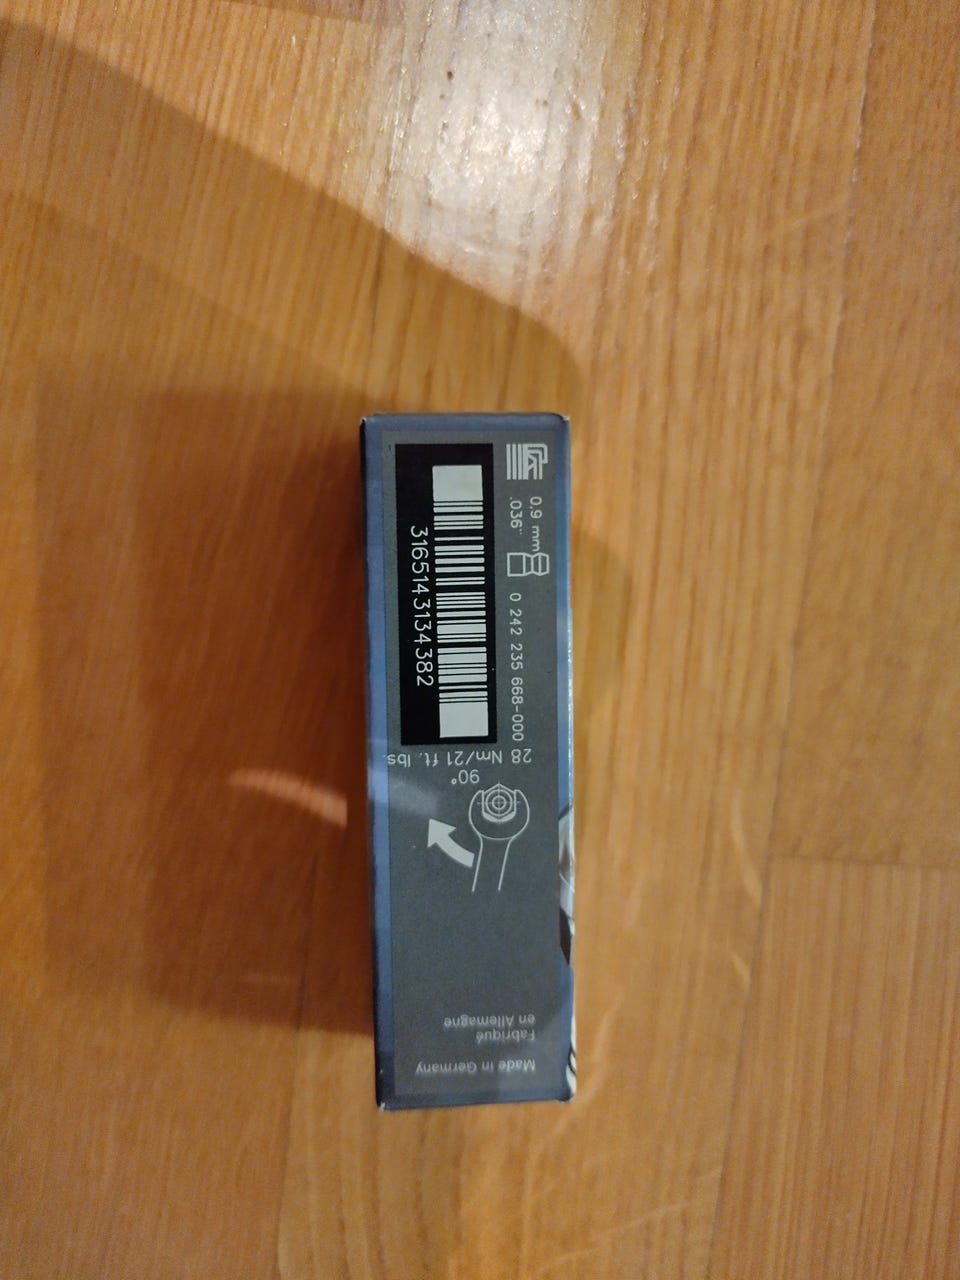 0.9 mm
.036"
0 242 235 668-000
3165143134382
28 Nm/21 ft. lbs.
90°
Fabriqué
en Allemagne
Made in Germany